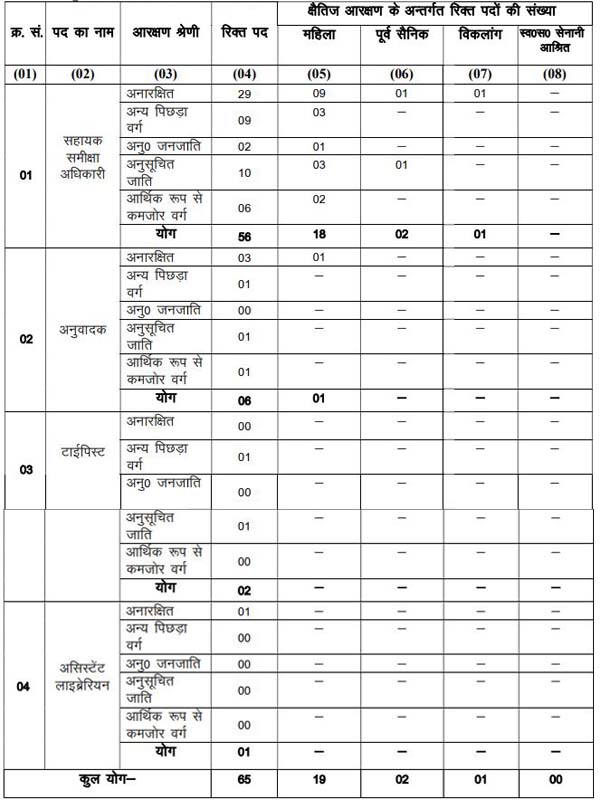 क्षैतिज आरक्षण के अन्तर्गत रिक्त पदों की संख्या
क्र. सं. पद का नाम आरक्षण श्रेणी रिक्त पद महिला पूर्व सैनिक विकलांग स्व0स0 सेनानी
आश्रित
(01) (02) (03) (04) (05) (06) (07) (08)
01 सहायक
समीक्षा
अधिकारी
अनारक्षित 29 09 01 01 –
अन्य पिछड़ा
वर्ग 09 03 – – –
अनु0 जनजाति 02 01 – – –
अनुसूचित
जाति 10 03 01 – –
आर्थिक रूप से
कमजोर वर्ग 06 02 – – –
योग 56 18 02 01 –
02 अनुवादक
अनारक्षित 03 01 – – –
अन्य पिछड़ा
वर्ग 01 – – – –
अनु0 जनजाति 00 – – – –
अनुसूचित
जाति 01 – – – –
आर्थिक रूप से
कमजोर वर्ग 01 – – – –
योग 06 01 – – –
03 टाईपिस्ट
अनारक्षित 00 – – – –
अन्य पिछड़ा
वर्ग 01 – – – –
अनु0 जनजाति 00 – – – –
अनुसूचित
जाति 01 – – – –
आर्थिक रूप से
कमजोर वर्ग 00 – – – –
योग 02 – – – –
04 असिस्टेंट
लाइब्रेरियन
अनारक्षित 01 – – – –
अन्य पिछड़ा
वर्ग 00 – – – –
अनु0 जनजाति 00 – – – –
अनुसूचित
जाति 00 – – – –
आर्थिक रूप से
कमजोर वर्ग 00 – – – –
योग 01 – – – –
कुल योग– 65 19 02 01 00